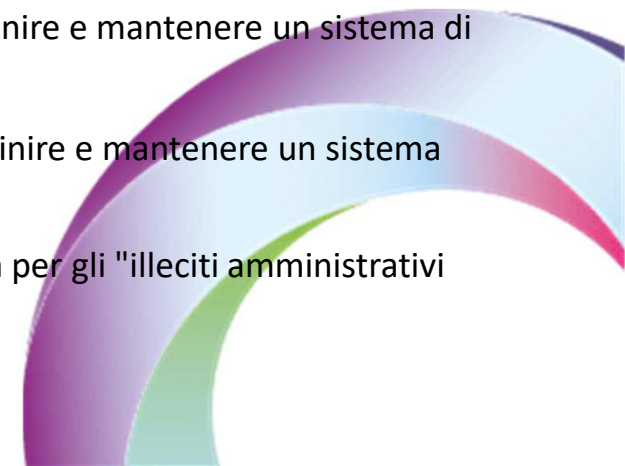 nire e mantenere un sistema di
inire e mantenere un sistema
per gli "illeciti amministrativi